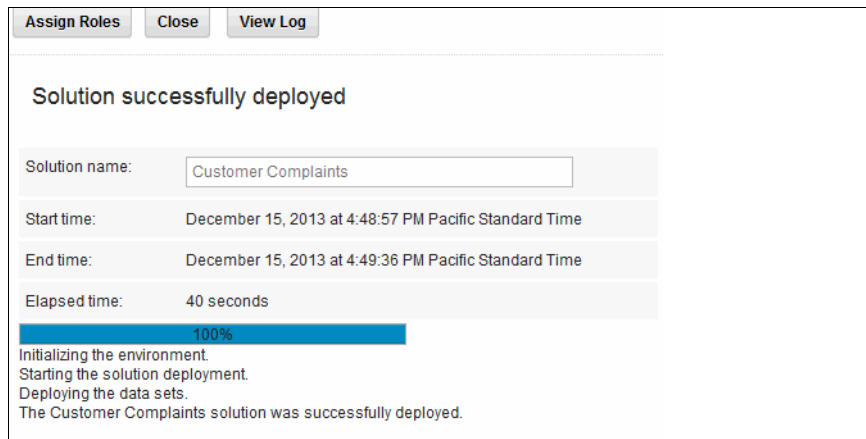 Assign Roles Close View Log
Solution successfully deployed
Solution name: Customer Complaints
Start time: December 15, 2013 at 4:48:57 PM Pacific Standard Time
End time: December 15, 2013 at 4:49:36 PM Pacific Standard Time
Elapsed time: 40 seconds
100%
Initializing the environment.
Starting the solution deployment.
Deploying the data sets.
The Customer Complaints solution was successfully deployed.